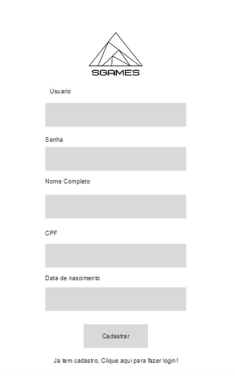 SGAMES
Usuario
Senha
Nome Completo
CPF
Data de nascimento
Cadastrar
Ja tem cadastro, Clique aqui para fazer login!